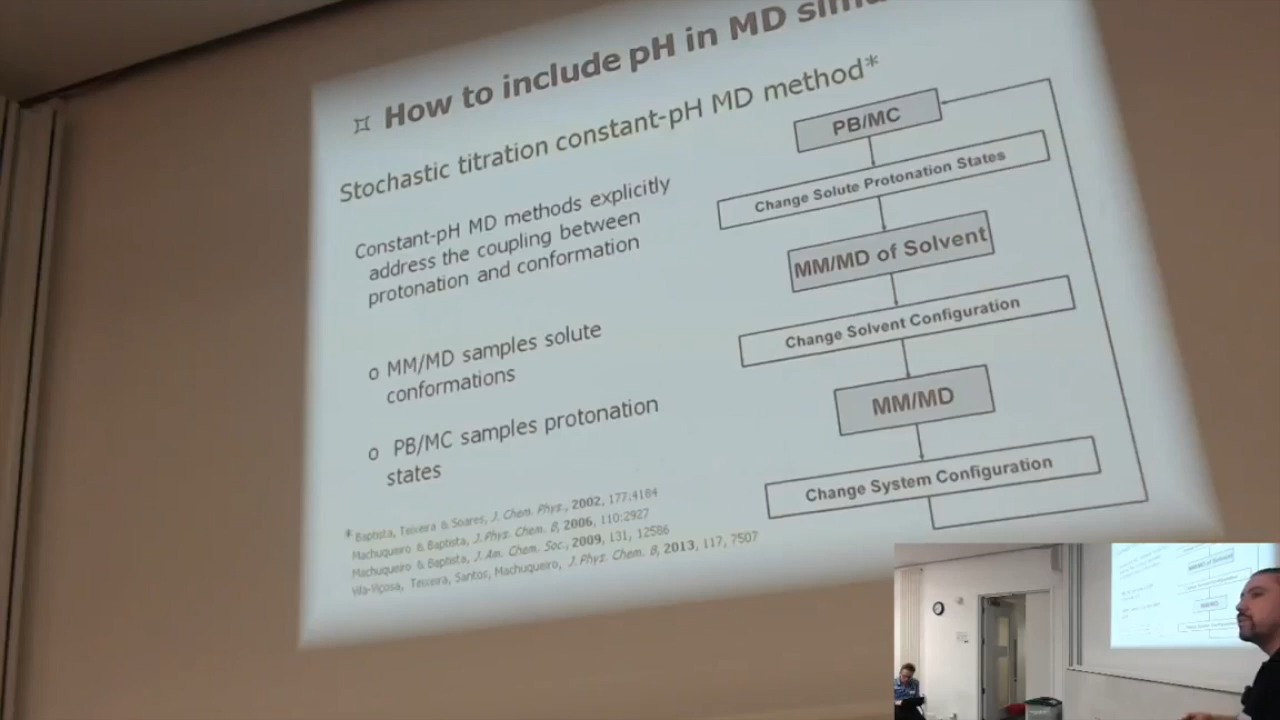 ¤ How to include pH in MD
Stochastic titration constant-pH MD method*
Constant-pH MD methods explicitly
address the coupling between
protonation and conformation
o MM/MD samples solute
conformations
o PB/MC samples protonation
states
* Baptista, Teixeira & Soares, J. Chem. Phys., 2002, 177:4184
Machuqueiro & Baptista, J. Phys. Chem. B, 2006, 110:2927
Machuqueiro & Baptista, J. Am. Chem. Soc., 2009, 131, 12586
Vila-Viçosa, Teixeira, Santos, Machuqueiro, J. Phys. Chem. B, 2013, 117, 7507
PB/MC
Change Solute Protonation States
MM/MD of Solvent
Change Solvent Configuration
MM/MD
Change System Configuration